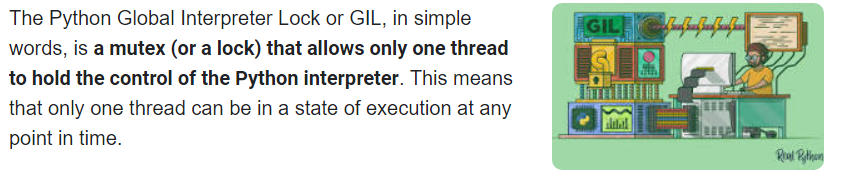 The Python Global Interpreter Lock or GIL, in simple
words, is a mutex (or a lock) that allows only one thread
to hold the control of the Python interpreter. This means
that only one thread can be in a state of execution at any
point in time.
GIL
Real Python